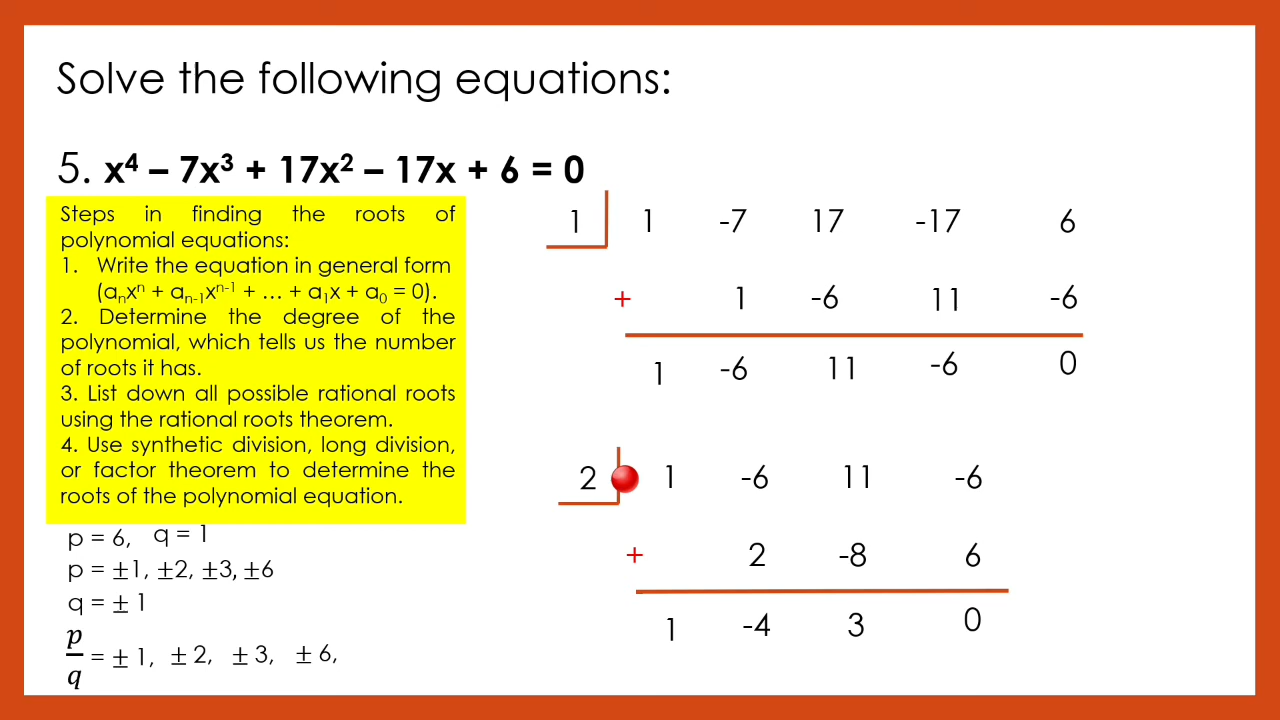 Solve the following equations:
5. x⁴ – 7x³ + 17x² – 17x + 6 = 0
Steps in finding the roots of
polynomial equations:
1. Write the equation in general form
(aₙxⁿ + aₙ₋₁xⁿ⁻¹ + … + a₁x + a₀ = 0).
2. Determine the degree of the
polynomial, which tells us the number
of roots it has.
3. List down all possible rational roots
using the rational roots theorem.
4. Use synthetic division, long division,
or factor theorem to determine the
roots of the polynomial equation.
p = 6, q = 1
p = ±1, ±2, ±3, ±6
q = ± 1
p/q = ± 1, ± 2, ± 3, ± 6,
1 1 -7 17 -17 6
+ 1 -6 11 -6
1 -6 11 -6 0
2 1 -6 11 -6
+ 2 -8 6
1 -4 3 0